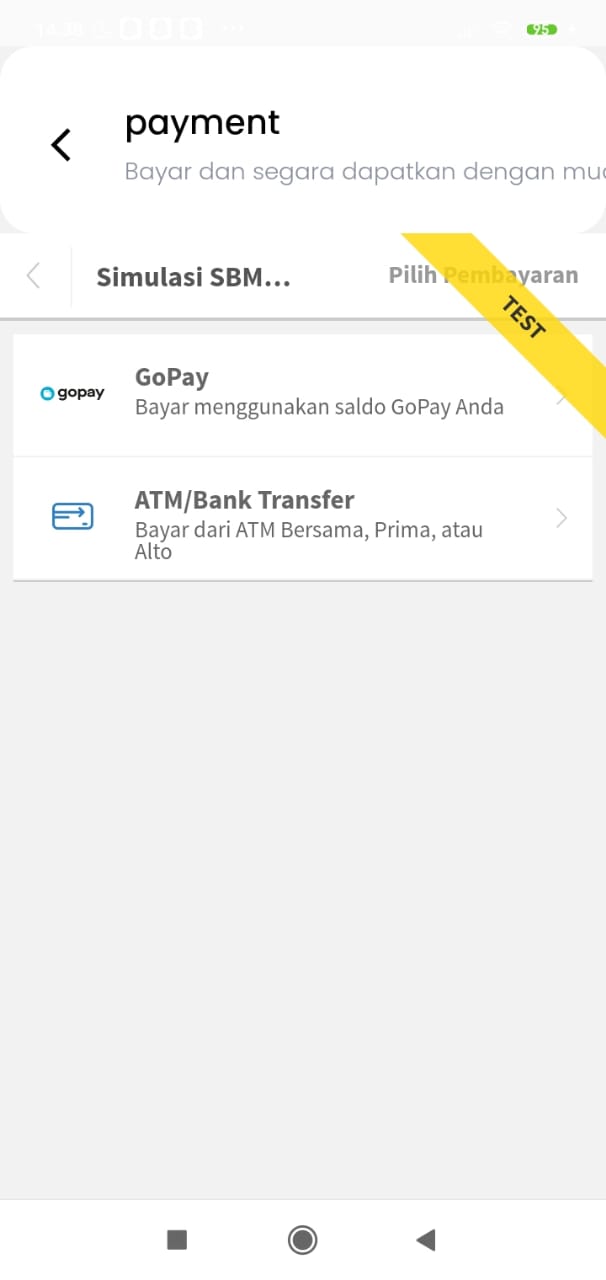 14.38
95
payment
Bayar dan segara dapatkan dengan mud
Simulasi SBM...
Pilih Pembayaran
TEST
gopay
GoPay
Bayar menggunakan saldo GoPay Anda
ATM/Bank Transfer
Bayar dari ATM Bersama, Prima, atau
Alto